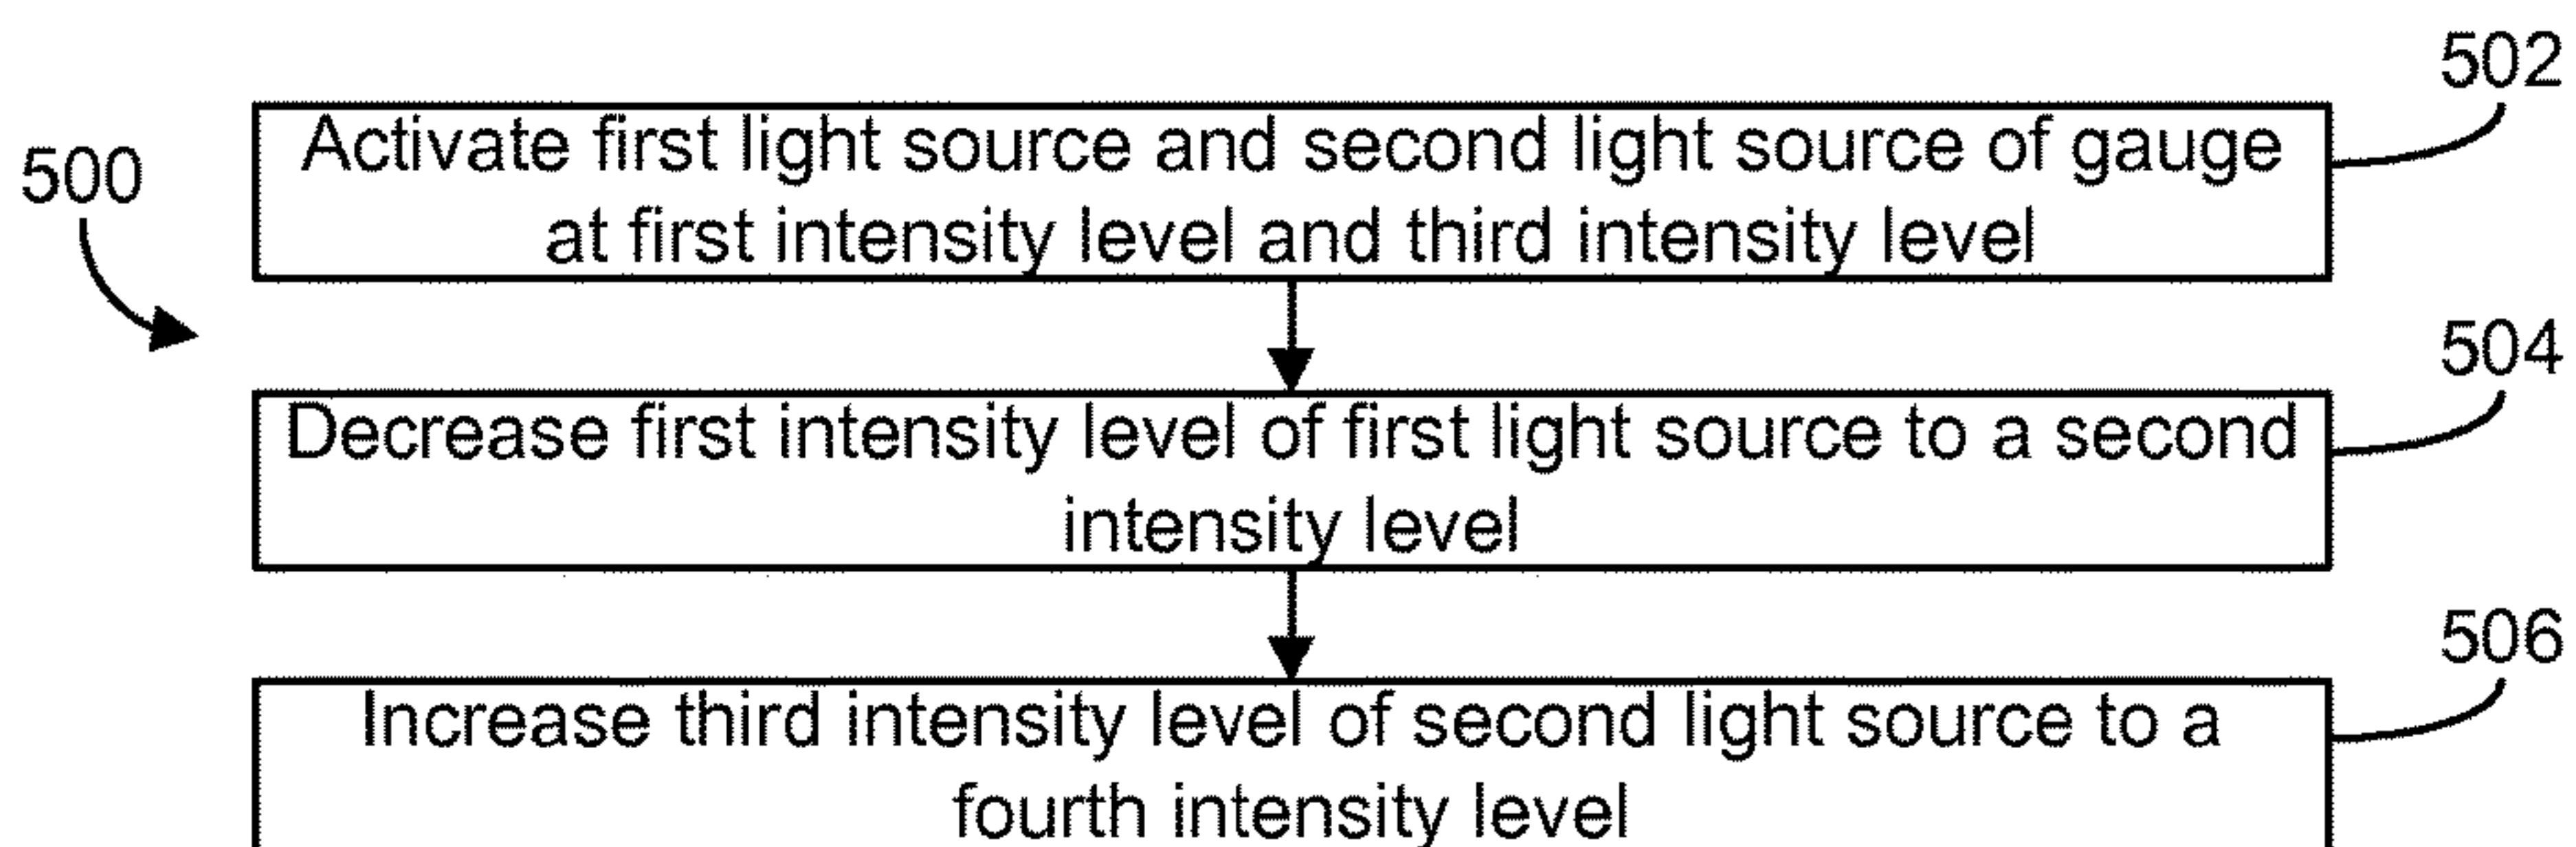 502
500
Activate first light source and second light source of gauge
at first intensity level and third intensity level
504
Decrease first intensity level of first light source to a second
intensity level
506
Increase third intensity level of second light source to a
fourth intensity level